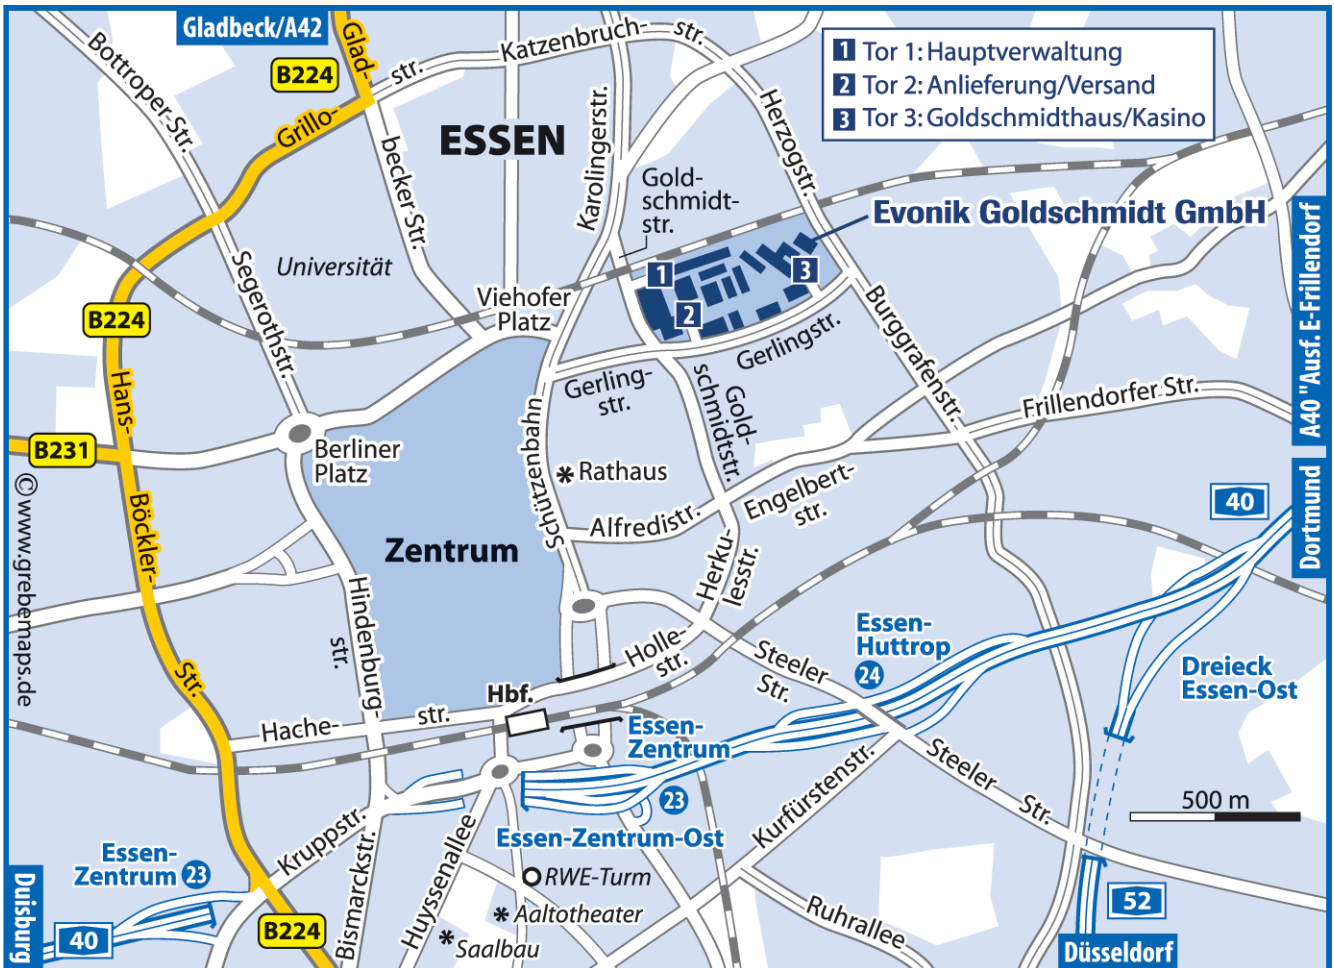 Gladbeck/A42
B224
Glad-
becker Str.
Bottroper-Str.
Grillo-
str.
Katzenbruch-
str.
ESSEN
Karolingerstr.
Herzogstr.
1 Tor 1: Hauptverwaltung
2 Tor 2: Anlieferung/Versand
3 Tor 3: Goldschmidthaus/Kasino
Gold-
schmidt-
str.
Evonik Goldschmidt GmbH
A40 "Ausf. E-Frillendorf
Segerothstr.
Universität
Viehofer
Platz
1
2
3
B224
Hans-
Böckler-
Str.
Gerlingstr.
Gerling-
str.
Gold-
schmidtstr.
Burggrafenstr.
Frillendorfer Str.
B231
Berliner
Platz
Schützenbahn
Rathaus
Engelbert-
str.
Alfredistr.
40
Dortmund
© www.grebemaps.de
Zentrum
Herku-
lesstr.
Hindenburg-
str.
Essen-
Huttrop
24
Holle-
str.
Steeler
Str.
Dreieck
Essen-Ost
Hbf.
Hache-
str.
Essen-
Zentrum
23
Steeler
Str.
500 m
Kurfürstenstr.
Essen-Zentrum-Ost
Kruppstr.
Essen-
Zentrum 23
Bismarckstr.
Huyssenallee
RWE-Turm
Aaltotheater
Saalbau
Ruhrallee
52
Düsseldorf
B224
40
Duisburg